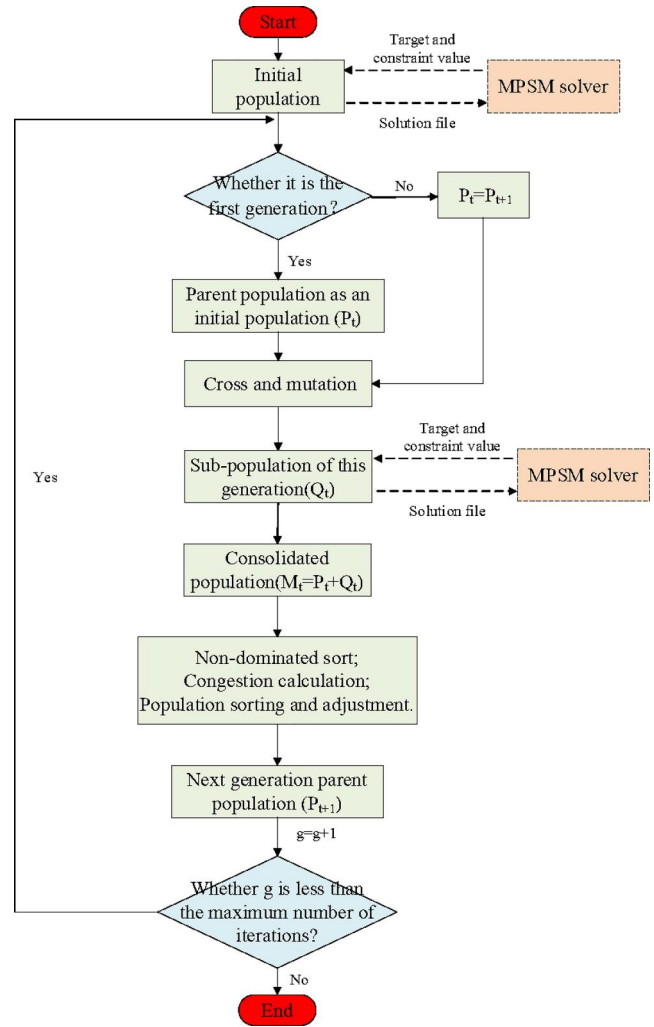 Start
Target and
constraint value
Initial
population
MPSM solver
Solution file
Whether it is the
first generation?
No
Pt=Pt+1
Yes
Parent population as an
initial population (Pt)
Cross and mutation
Target and
constraint value
Yes
Sub-population of this
generation(Qt)
MPSM solver
Solution file
Consolidated
population(Mt=Pt+Qt)
Non-dominated sort;
Congestion calculation;
Population sorting and adjustment.
Next generation parent
population (Pt+1)
g=g+1
Whether g is less than
the maximum number of
iterations?
No
End